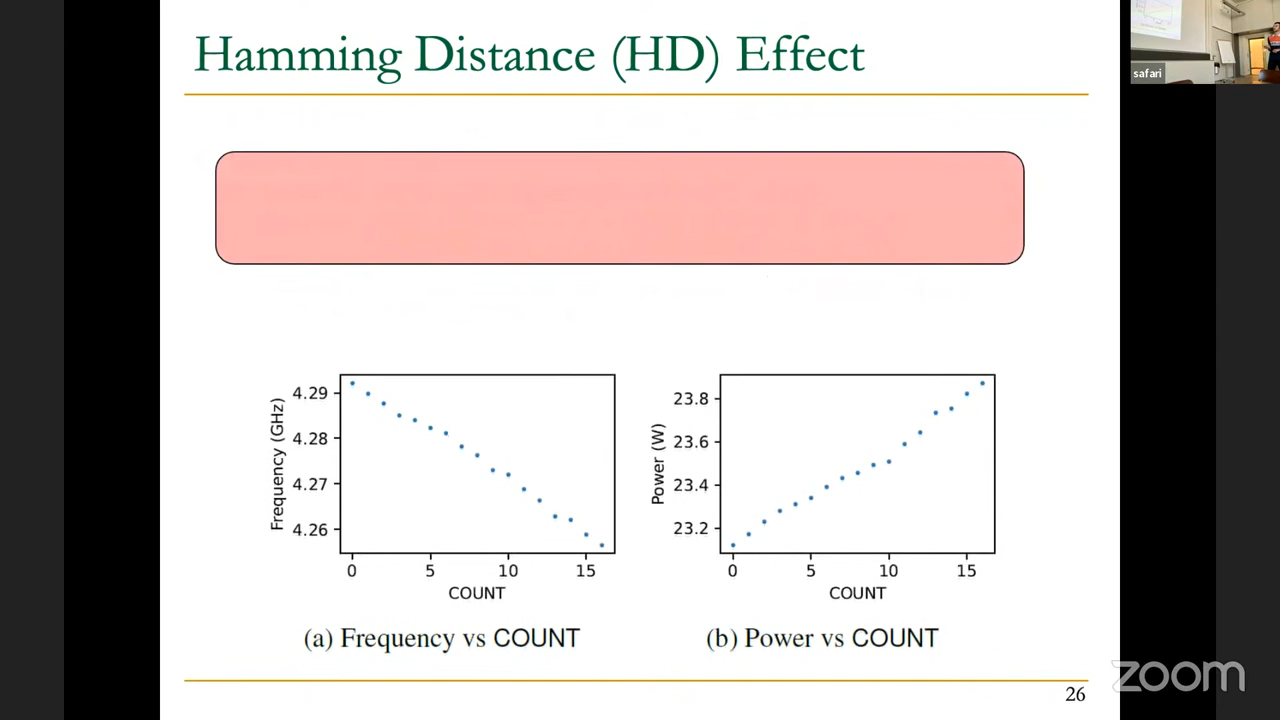 Hamming Distance (HD) Effect
safari
4.29
4.28
4.27
4.26
Frequency (GHz)
0 5 10 15
COUNT
(a) Frequency vs COUNT
23.8
23.6
23.4
23.2
Power (W)
0 5 10 15
COUNT
(b) Power vs COUNT
26
zoom